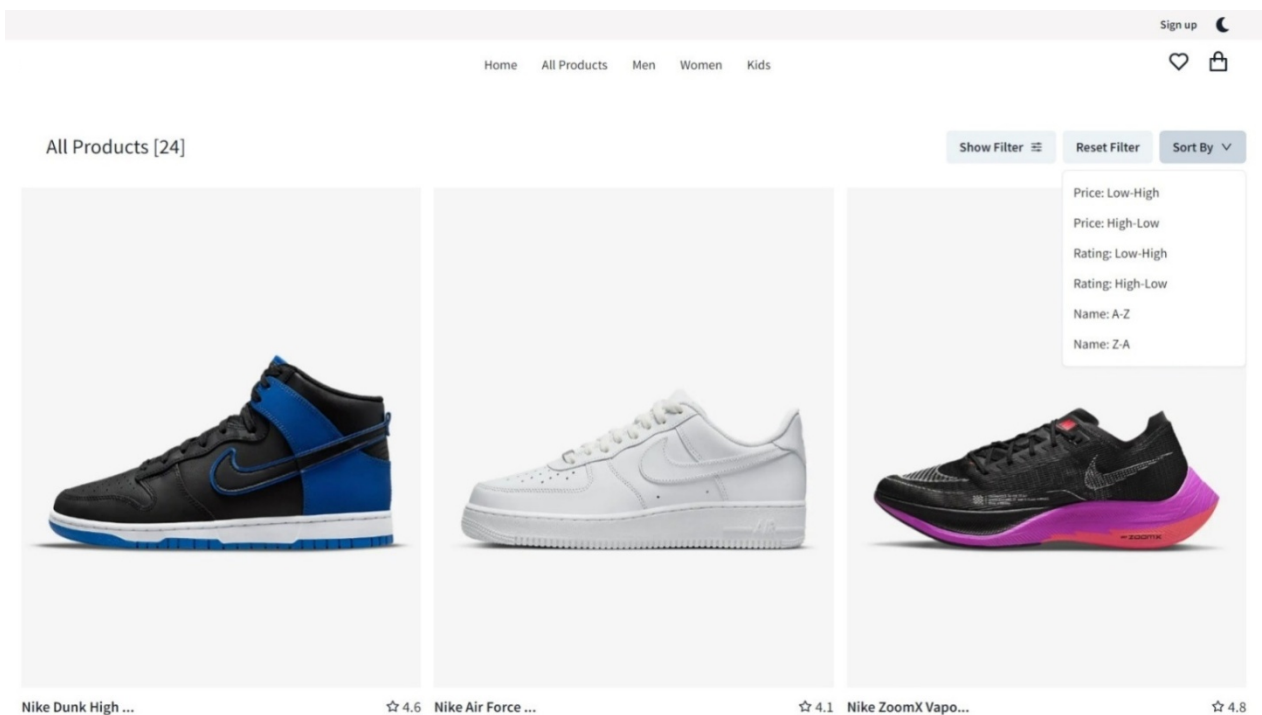 Sign up
Home All Products Men Women Kids
All Products [24]
Show Filter Reset Filter Sort By
Price: Low-High
Price: High-Low
Rating: Low-High
Rating: High-Low
Name: A-Z
Name: Z-A
AIR
ZOOMX
Nike Dunk High ... 4.6 Nike Air Force ... 4.1 Nike ZoomX Vapo... 4.8